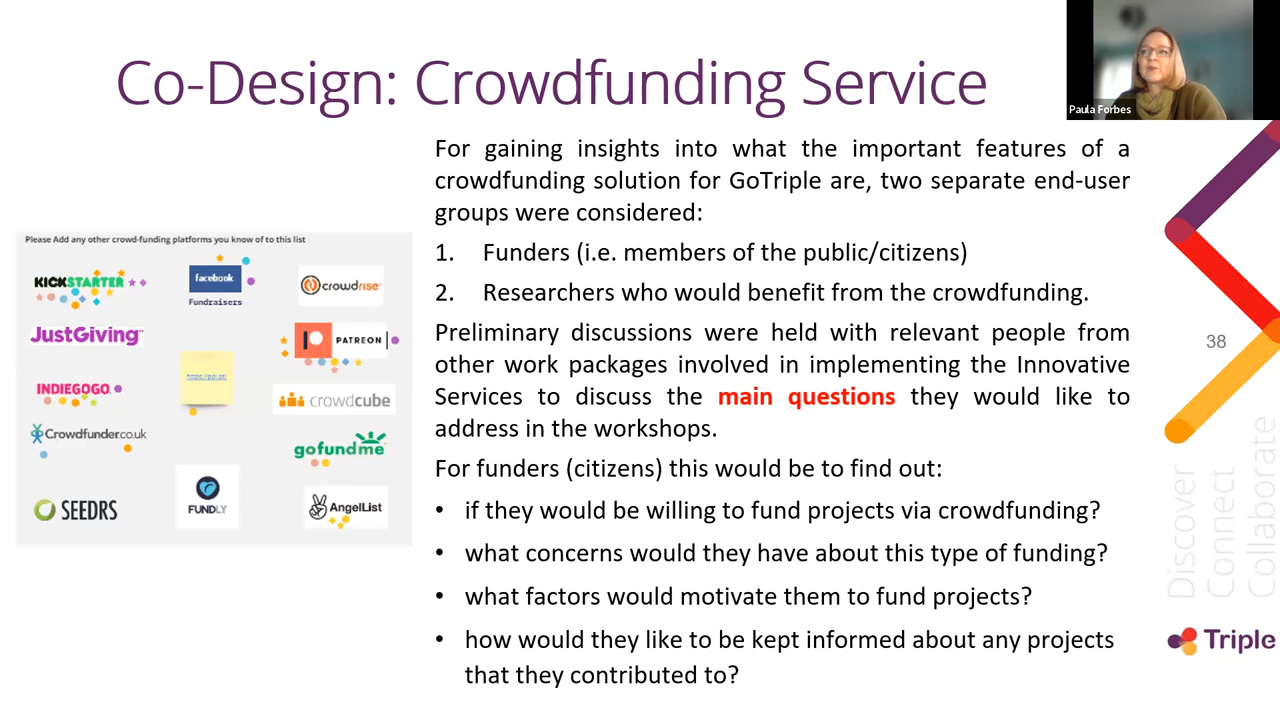 Co-Design: Crowdfunding Service
Paula Forbes
For gaining insights into what the important features of a
crowdfunding solution for GoTriple are, two separate end-user
groups were considered:
1. Funders (i.e. members of the public/citizens)
2. Researchers who would benefit from the crowdfunding.
Preliminary discussions were held with relevant people from
other work packages involved in implementing the Innovative
Services to discuss the main questions they would like to
address in the workshops.
For funders (citizens) this would be to find out:
• if they would be willing to fund projects via crowdfunding?
• what concerns would they have about this type of funding?
• what factors would motivate them to fund projects?
• how would they like to be kept informed about any projects
that they contributed to?
Please Add any other crowd-funding platforms you know of to this list
KICKSTARTER
facebook
Fundraisers
crowdrise
JustGiving
PATREON
INDIEGOGO
crowdcube
Crowdfunder.co.uk
gofundme
SEEDRS
FUNDLY
AngelList
38
Discover
Connect
Collaborate
Triple